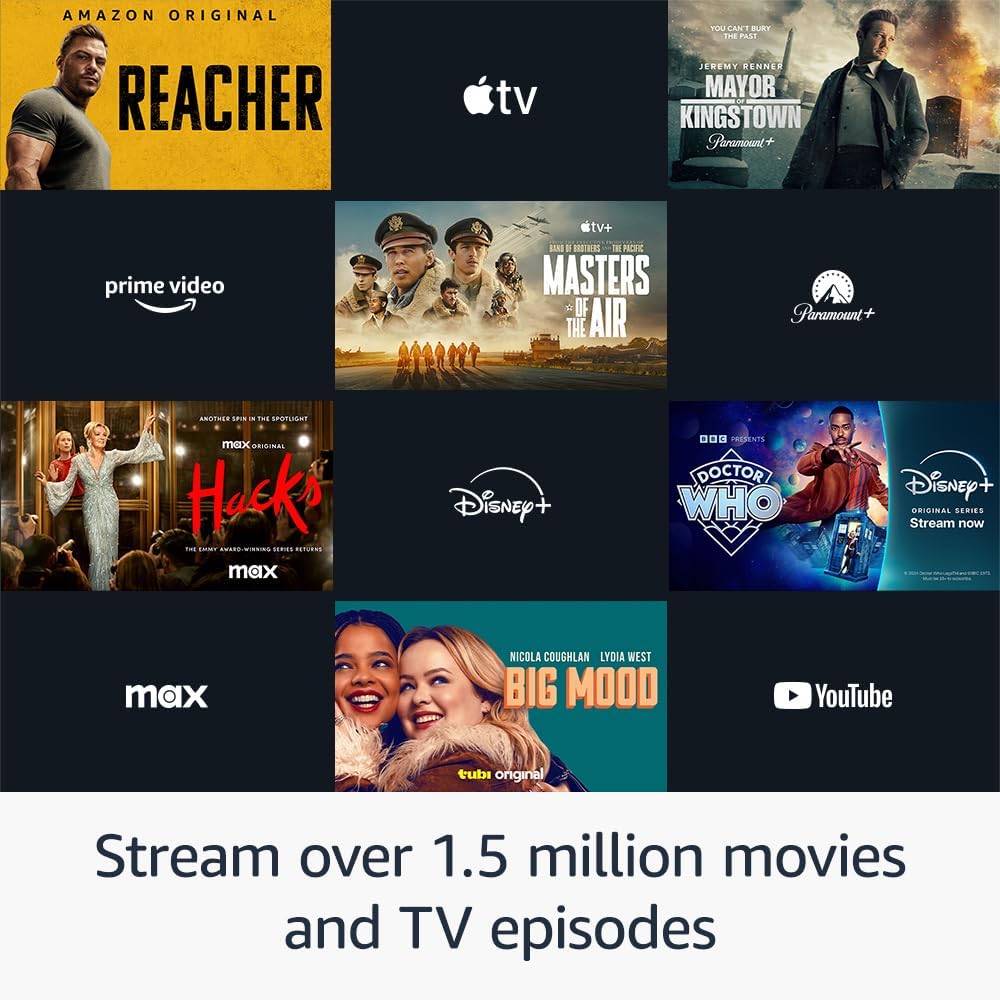 AMAZON ORIGINAL
REACHER
tv
YOU CAN'T BURY
THE PAST
JEREMY RENNER
MAYOR
OF
KINGSTOWN
Paramount+
prime video
tv+
FROM THE EXECUTIVE PRODUCERS OF
BAND OF BROTHERS AND THE PACIFIC
MASTERS
OF
THE AIR
Paramount+
ANOTHER SPIN IN THE SPOTLIGHT
max ORIGINAL
Hacks
THE EMMY AWARD-WINNING SERIES RETURNS
max
Disney+
BBC PRESENTS
DOCTOR
WHO
Disney+
ORIGINAL SERIES
Stream now
max
NICOLA COUGHLAN LYDIA WEST
BIG MOOD
tubi original
YouTube
Stream over 1.5 million movies
and TV episodes